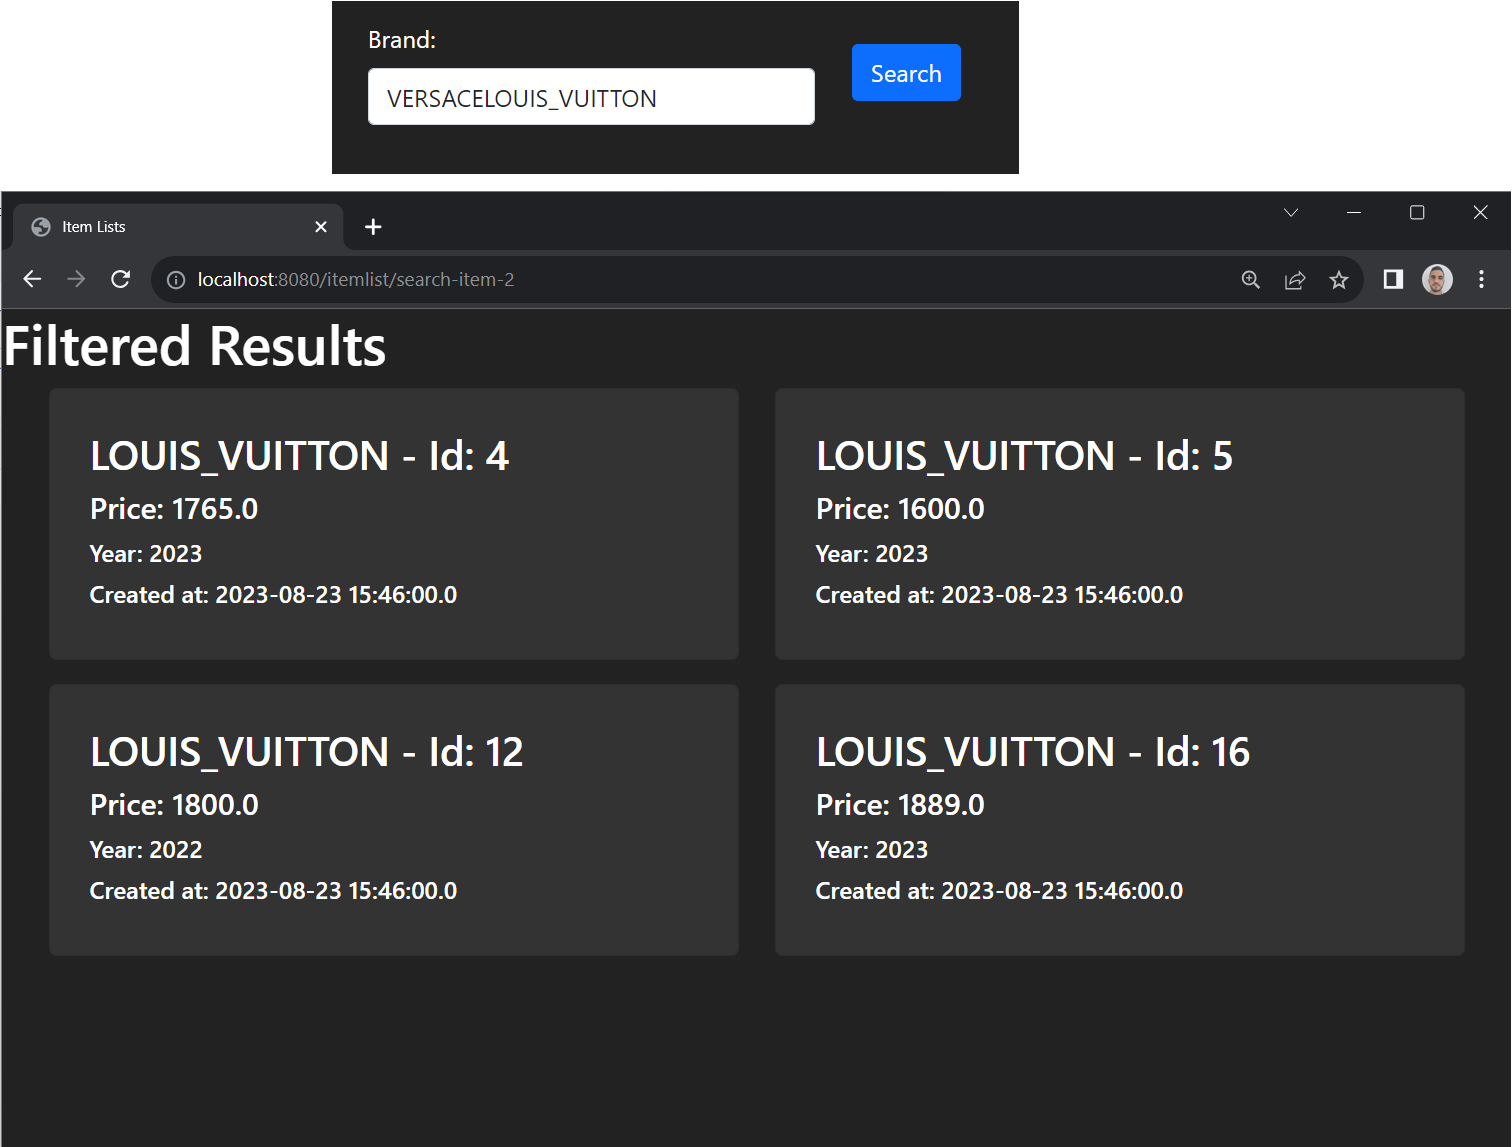 Brand:
VERSACELOUIS_VUITTON
Search
Item Lists
localhost:8080/itemlist/search-item-2
Filtered Results
LOUIS_VUITTON - Id: 4
Price: 1765.0
Year: 2023
Created at: 2023-08-23 15:46:00.0
LOUIS_VUITTON - Id: 5
Price: 1600.0
Year: 2023
Created at: 2023-08-23 15:46:00.0
LOUIS_VUITTON - Id: 12
Price: 1800.0
Year: 2022
Created at: 2023-08-23 15:46:00.0
LOUIS_VUITTON - Id: 16
Price: 1889.0
Year: 2023
Created at: 2023-08-23 15:46:00.0